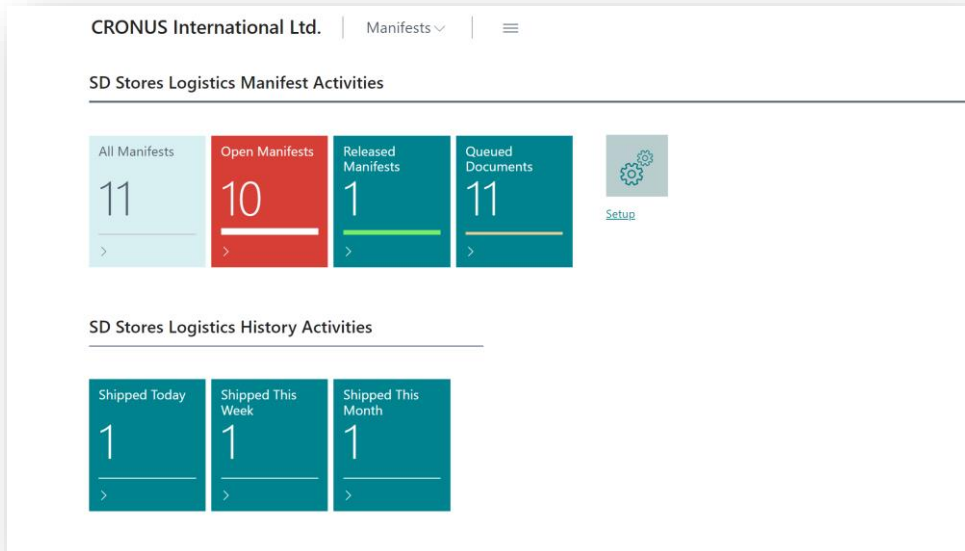 CRONUS International Ltd.
Manifests
SD Stores Logistics Manifest Activities
All Manifests
11
Open Manifests
10
Released
Manifests
1
Queued
Documents
11
Setup
SD Stores Logistics History Activities
Shipped Today
1
Shipped This
Week
1
Shipped This
Month
1